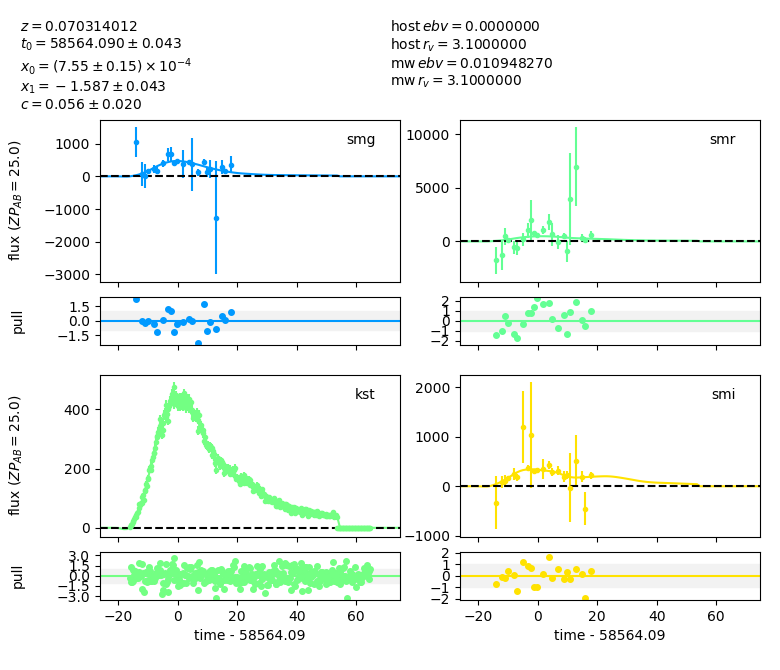 z = 0.070314012
t₀ = 58564.090 ± 0.043
x₀ = (7.55 ± 0.15) × 10⁻⁴
x₁ = −1.587 ± 0.043
c = 0.056 ± 0.020
host ebv = 0.0000000
host r_v = 3.1000000
mw ebv = 0.010948270
mw r_v = 3.1000000
flux (ZP_AB = 25.0)
1000
0
−1000
−2000
−3000
smg
10000
5000
0
smr
pull
1.5
0.0
−1.5
2
1
0
−1
−2
flux (ZP_AB = 25.0)
400
200
0
kst
2000
1000
0
−1000
smi
pull
3.0
1.5
0.0
−1.5
−3.0
−20 0 20 40 60
time - 58564.09
2
1
0
−1
−2
−20 0 20 40 60
time - 58564.09